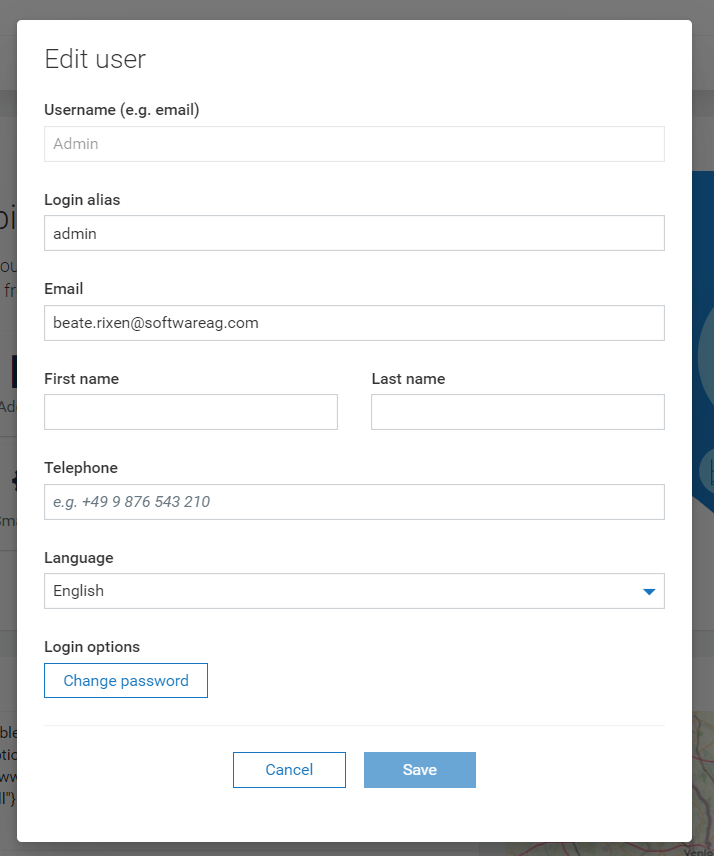 Edit user
Username (e.g. email)
Admin
Login alias
admin
Email
beate.rixen@softwareag.com
First name Last name
Telephone
e.g. +49 9 876 543 210
Language
English
Login options
Change password
Cancel Save